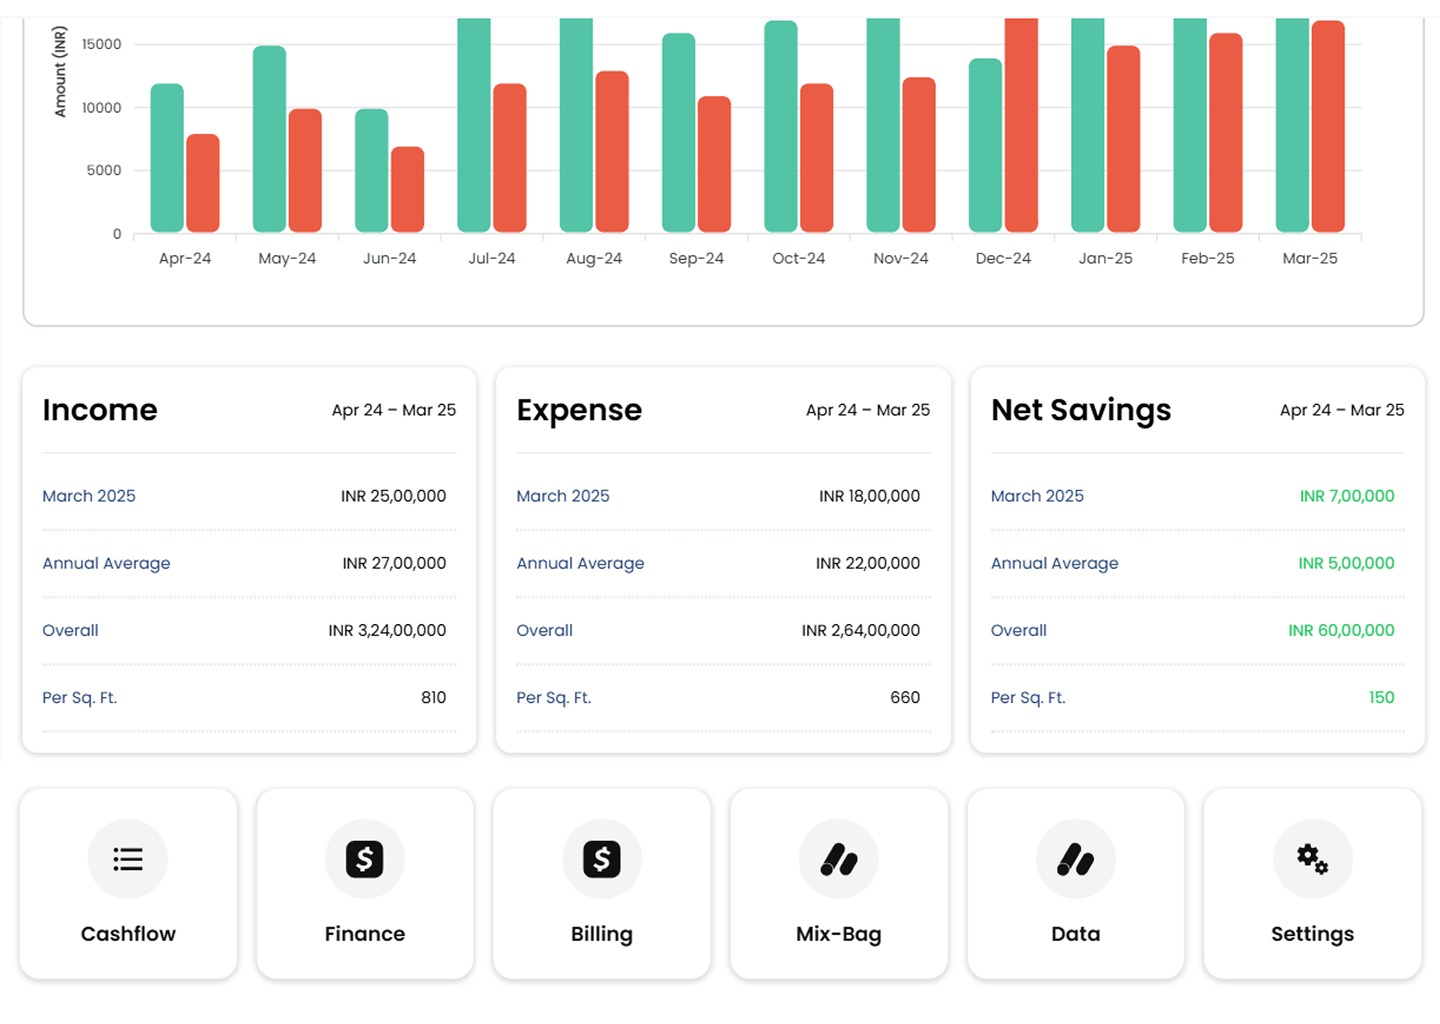 Amount (INR)
15000
10000
5000
0
Apr-24 May-24 Jun-24 Jul-24 Aug-24 Sep-24 Oct-24 Nov-24 Dec-24 Jan-25 Feb-25 Mar-25
Income Apr 24 – Mar 25
March 2025 INR 25,00,000
Annual Average INR 27,00,000
Overall INR 3,24,00,000
Per Sq. Ft. 810
Expense Apr 24 – Mar 25
March 2025 INR 18,00,000
Annual Average INR 22,00,000
Overall INR 2,64,00,000
Per Sq. Ft. 660
Net Savings Apr 24 – Mar 25
March 2025 INR 7,00,000
Annual Average INR 5,00,000
Overall INR 60,00,000
Per Sq. Ft. 150
Cashflow
Finance
Billing
Mix-Bag
Data
Settings